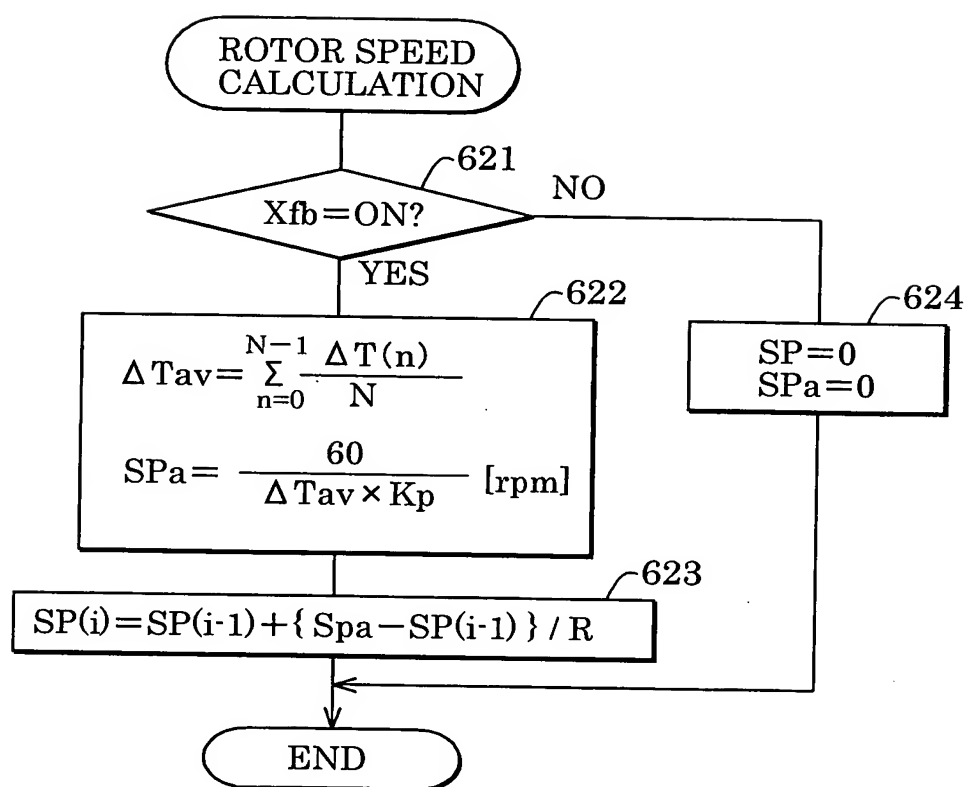 ROTOR SPEED
CALCULATION
621
Xfb=ON?
NO
YES
622
624
ΔTav= N−1 Σ n=0 ΔT(n) / N
SPa= 60 / ΔTav × Kp [rpm]
SP=0
SPa=0
623
SP(i)=SP(i-1)+{Spa−SP(i-1)}/R
END